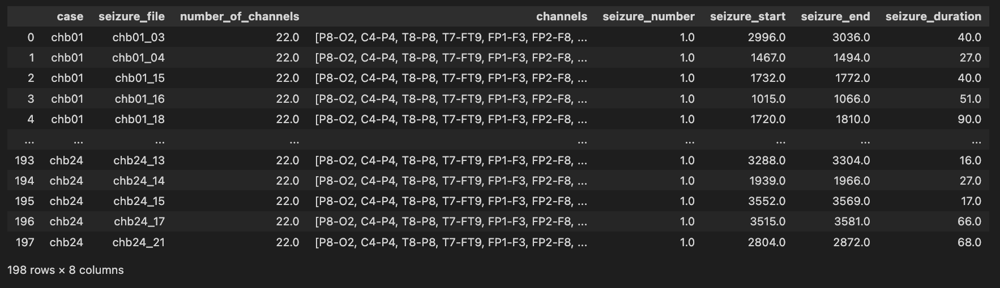 case seizure_file number_of_channels channels seizure_number seizure_start seizure_end seizure_duration
0 chb01 chb01_03 22.0 [P8-O2, C4-P4, T8-P8, T7-FT9, FP1-F3, FP2-F8, ... 1.0 2996.0 3036.0 40.0
1 chb01 chb01_04 22.0 [P8-O2, C4-P4, T8-P8, T7-FT9, FP1-F3, FP2-F8, ... 1.0 1467.0 1494.0 27.0
2 chb01 chb01_15 22.0 [P8-O2, C4-P4, T8-P8, T7-FT9, FP1-F3, FP2-F8, ... 1.0 1732.0 1772.0 40.0
3 chb01 chb01_16 22.0 [P8-O2, C4-P4, T8-P8, T7-FT9, FP1-F3, FP2-F8, ... 1.0 1015.0 1066.0 51.0
4 chb01 chb01_18 22.0 [P8-O2, C4-P4, T8-P8, T7-FT9, FP1-F3, FP2-F8, ... 1.0 1720.0 1810.0 90.0
... ... ... ... ... ... ... ... ...
193 chb24 chb24_13 22.0 [P8-O2, C4-P4, T8-P8, T7-FT9, FP1-F3, FP2-F8, ... 1.0 3288.0 3304.0 16.0
194 chb24 chb24_14 22.0 [P8-O2, C4-P4, T8-P8, T7-FT9, FP1-F3, FP2-F8, ... 1.0 1939.0 1966.0 27.0
195 chb24 chb24_15 22.0 [P8-O2, C4-P4, T8-P8, T7-FT9, FP1-F3, FP2-F8, ... 1.0 3552.0 3569.0 17.0
196 chb24 chb24_17 22.0 [P8-O2, C4-P4, T8-P8, T7-FT9, FP1-F3, FP2-F8, ... 1.0 3515.0 3581.0 66.0
197 chb24 chb24_21 22.0 [P8-O2, C4-P4, T8-P8, T7-FT9, FP1-F3, FP2-F8, ... 1.0 2804.0 2872.0 68.0
198 rows × 8 columns